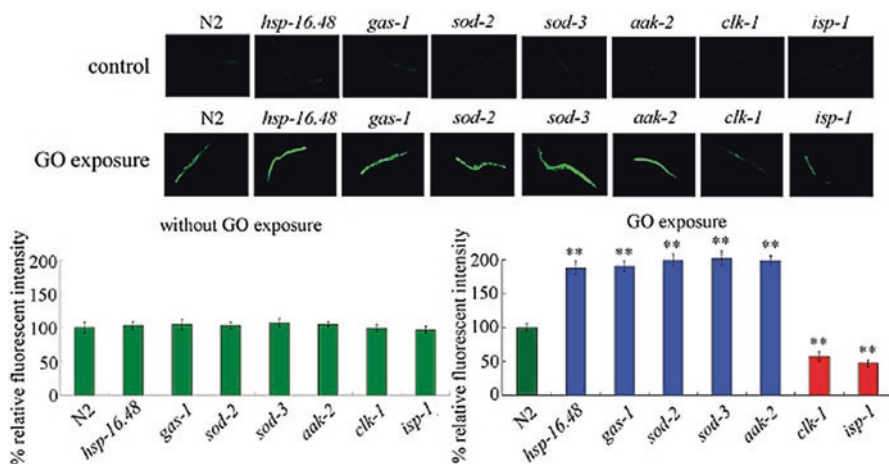 N2 hsp-16.48 gas-1 sod-2 sod-3 aak-2 clk-1 isp-1
control
N2 hsp-16.48 gas-1 sod-2 sod-3 aak-2 clk-1 isp-1
GO exposure
without GO exposure
% relative fluorescent intensity
200
150
100
50
0
N2 hsp-16.48 gas-1 sod-2 sod-3 aak-2 clk-1 isp-1
GO exposure
% relative fluorescent intensity
200
150
100
50
0
** ** ** ** ** ** **
N2 hsp-16.48 gas-1 sod-2 sod-3 aak-2 clk-1 isp-1